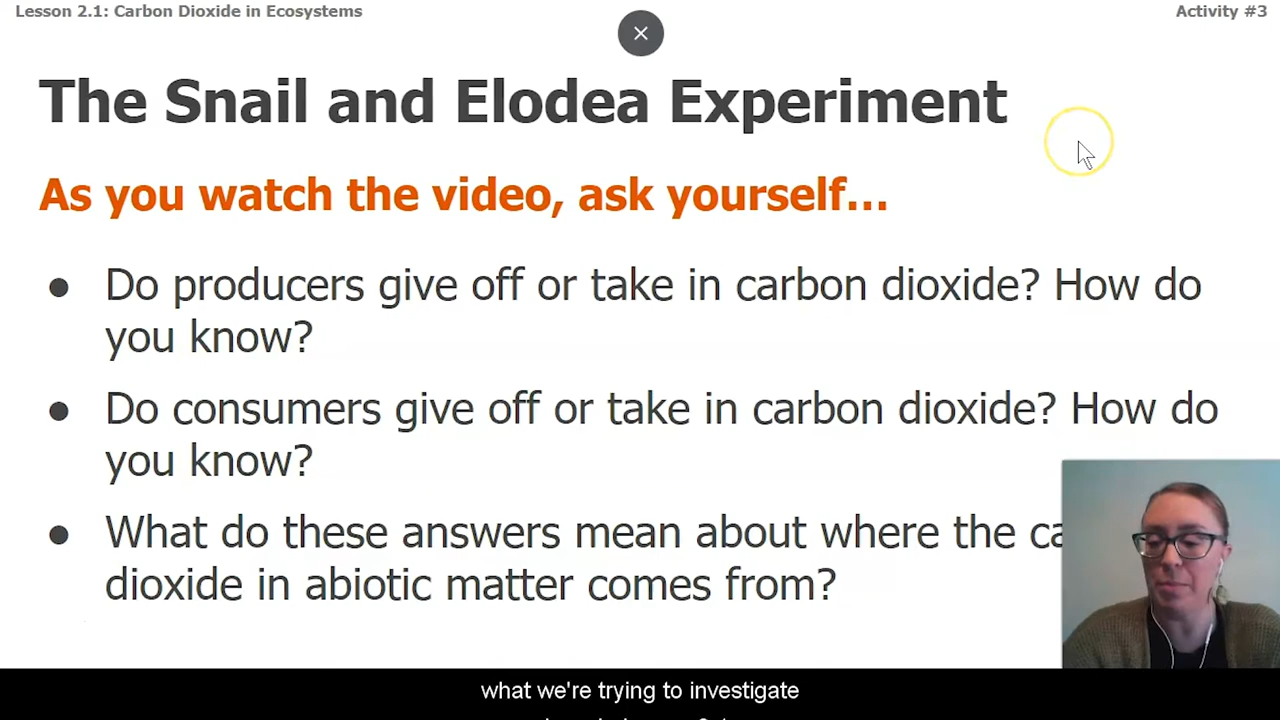 Lesson 2.1: Carbon Dioxide in Ecosystems
Activity #3
The Snail and Elodea Experiment
As you watch the video, ask yourself...
● Do producers give off or take in carbon dioxide? How do
you know?
● Do consumers give off or take in carbon dioxide? How do
you know?
● What do these answers mean about where the ca
dioxide in abiotic matter comes from?
what we're trying to investigate